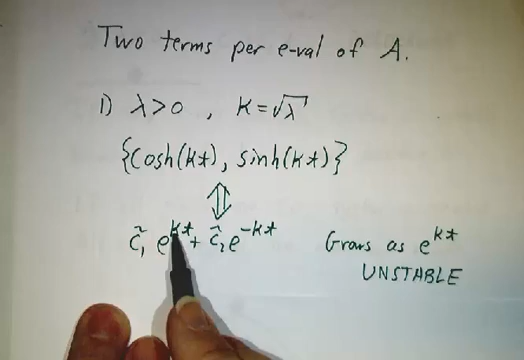 Two terms per e-val of A.
1) λ>0 , K=√λ
{cosh(kt), sinh(kt)}
⇕
c̃₁ e^{kt} + c̃₂ e^{-kt} Grows as e^{kt}
UNSTABLE